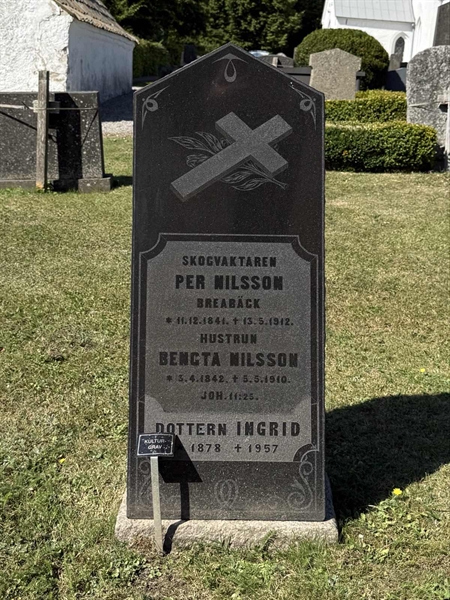 SKOGVAKTAREN
PER NILSSON
BREABÄCK
* 11.12.1841. + 13.5.1912.
HUSTRUN
BENGTA NILSSON
* 5.4.1842. + 5.5.1910.
JOH. 11:25.
DOTTERN INGRID
1878 + 1957
KULTUR-
GRAV